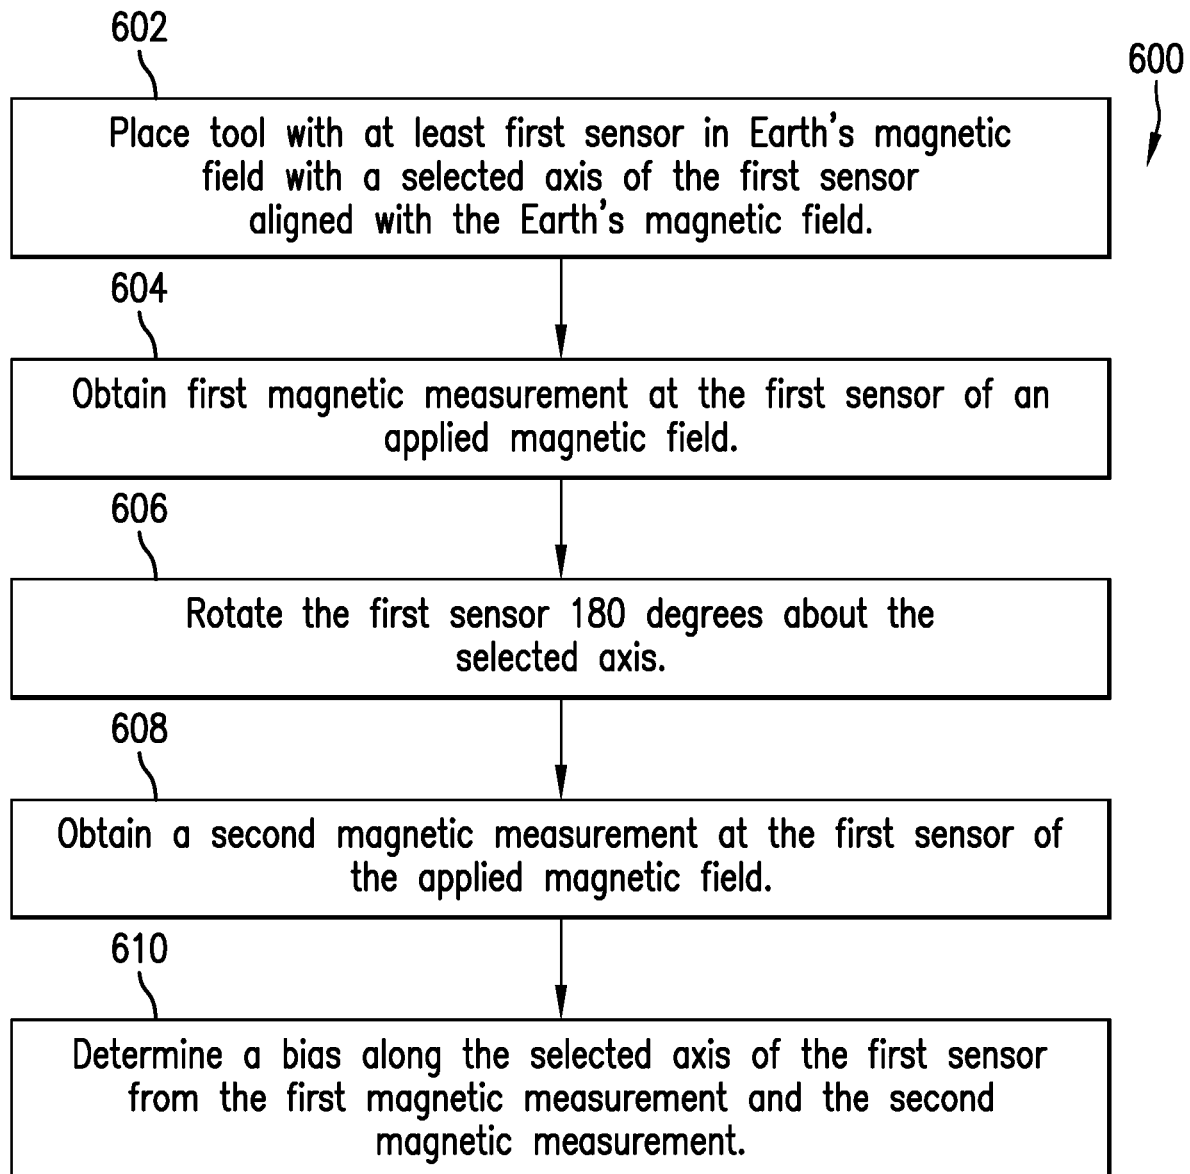 602
600
Place tool with at least first sensor in Earth's magnetic
field with a selected axis of the first sensor
aligned with the Earth's magnetic field.
604
Obtain first magnetic measurement at the first sensor of an
applied magnetic field.
606
Rotate the first sensor 180 degrees about the
selected axis.
608
Obtain a second magnetic measurement at the first sensor of
the applied magnetic field.
610
Determine a bias along the selected axis of the first sensor
from the first magnetic measurement and the second
magnetic measurement.